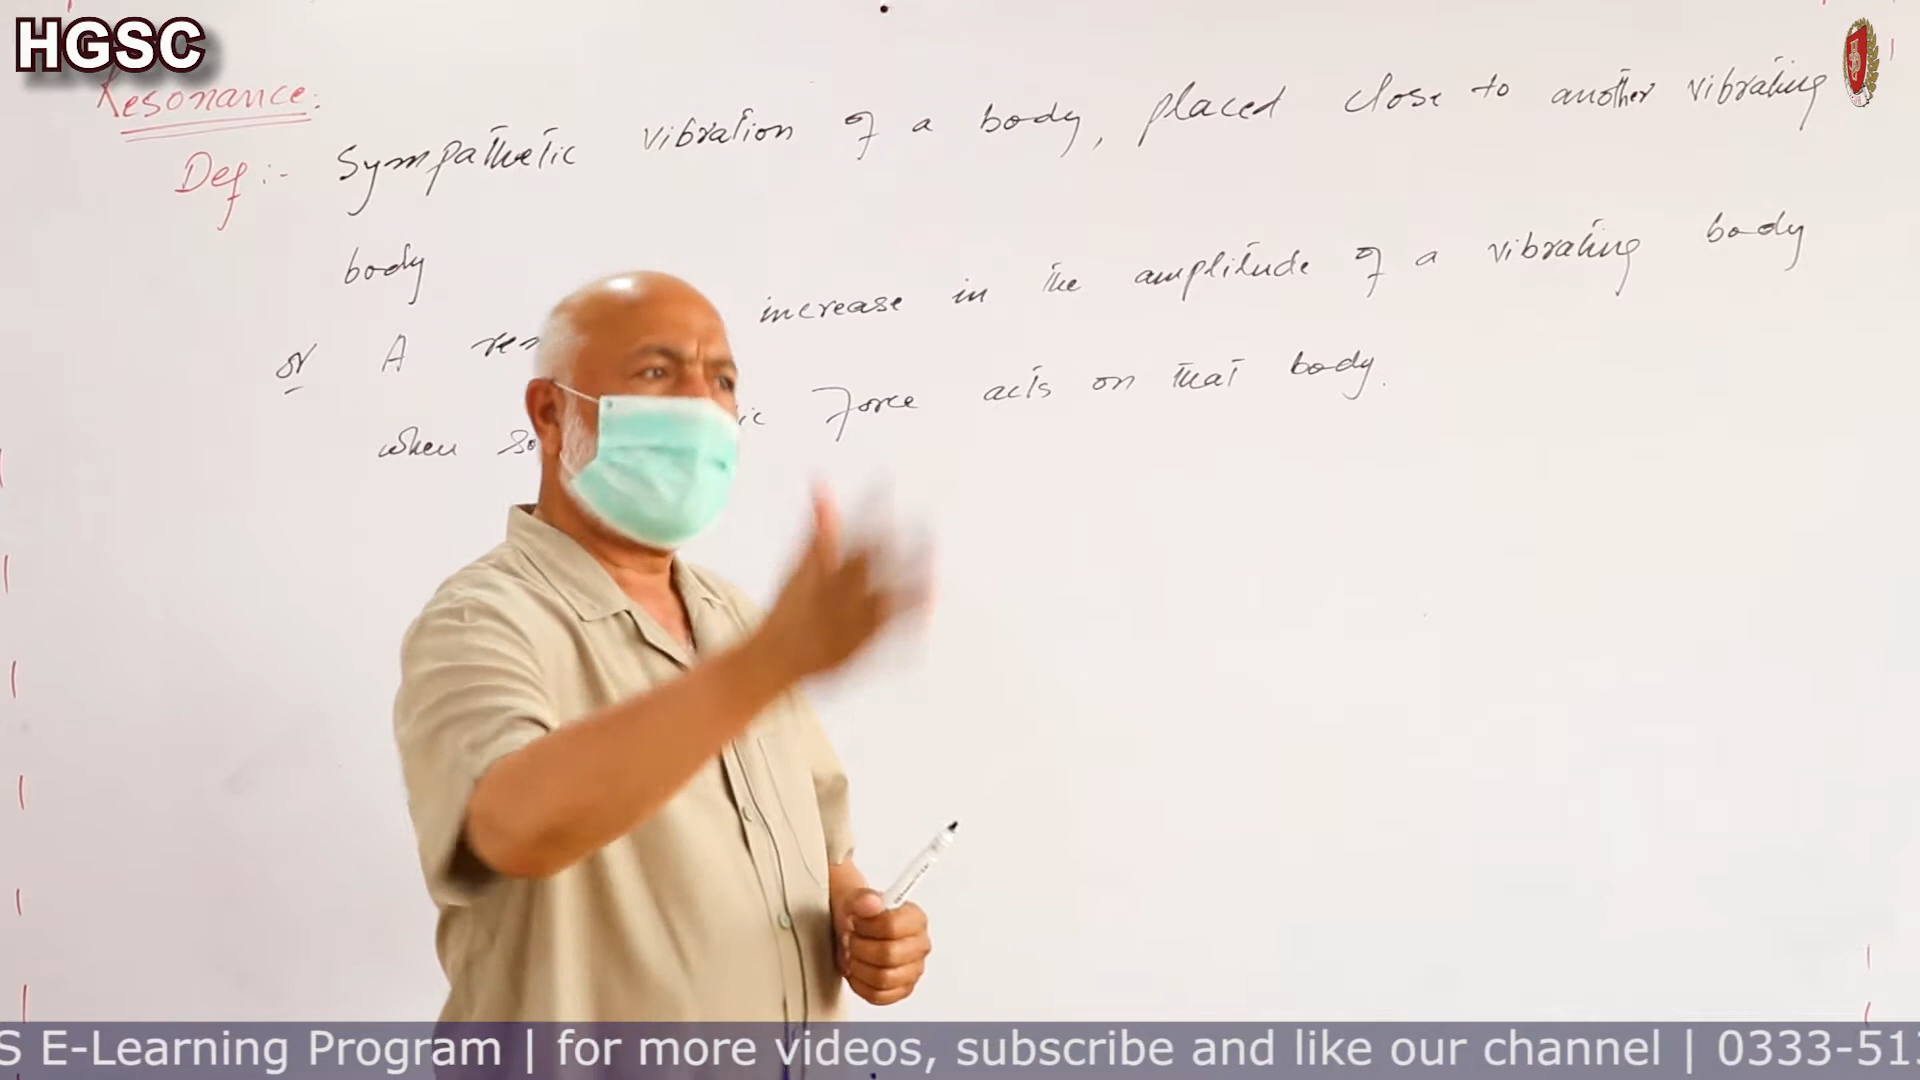 HGSC
Resonance:
Def:- Sympathetic vibration of a body, placed close to another vibrating
body
or A increase in the amplitude of a vibrating body
when Force acts on that body.
S E-Learning Program | for more videos, subscribe and like our channel | 0333-513